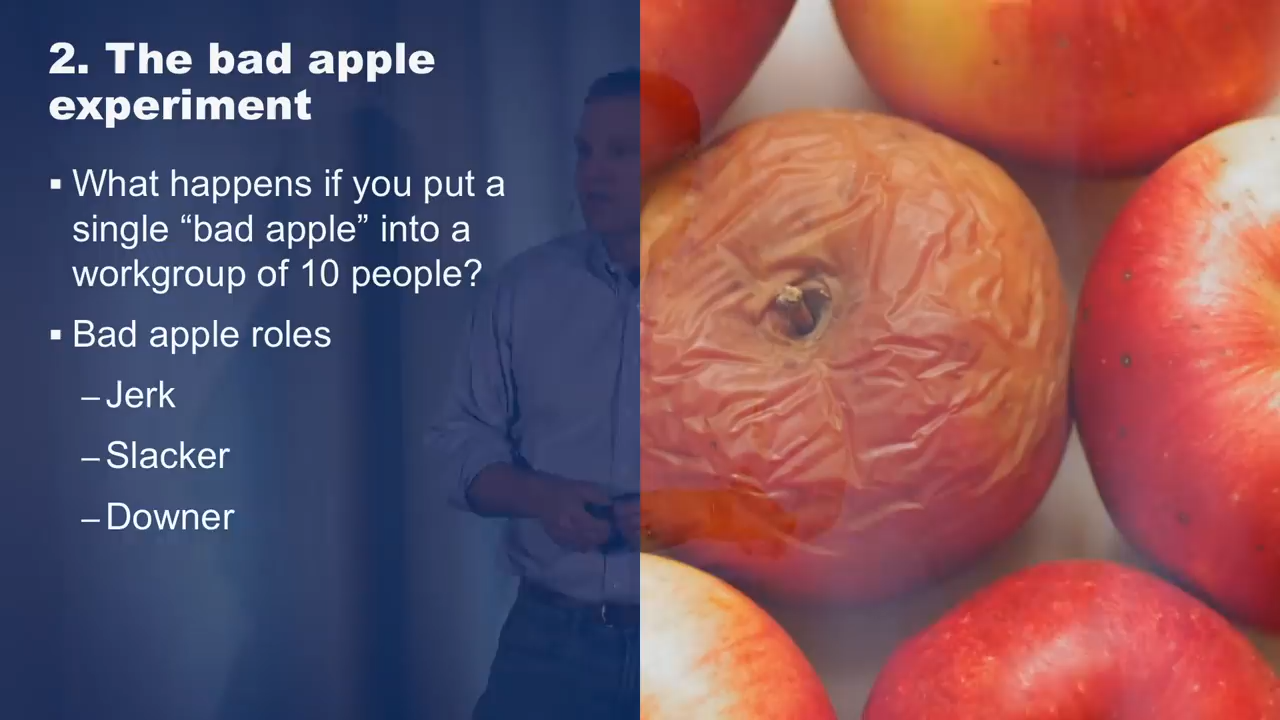 2. The bad apple
experiment
▪ What happens if you put a
single “bad apple” into a
workgroup of 10 people?
▪ Bad apple roles
– Jerk
– Slacker
– Downer